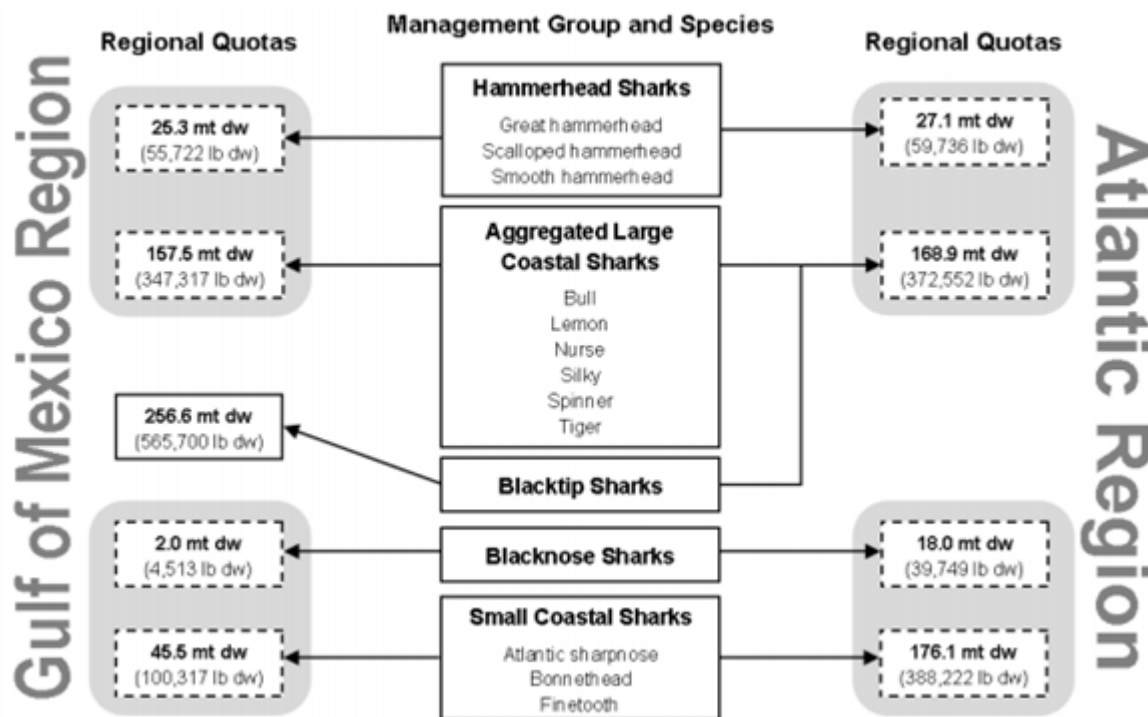 Management Group and Species
Regional Quotas
Regional Quotas
Gulf of Mexico Region
Atlantic Region
25.3 mt dw
(55,722 lb dw)
Hammerhead Sharks
Great hammerhead
Scalloped hammerhead
Smooth hammerhead
27.1 mt dw
(59,736 lb dw)
157.5 mt dw
(347,317 lb dw)
Aggregated Large
Coastal Sharks
Bull
Lemon
Nurse
Silky
Spinner
Tiger
168.9 mt dw
(372,552 lb dw)
256.6 mt dw
(565,700 lb dw)
Blacktip Sharks
2.0 mt dw
(4,513 lb dw)
Blacknose Sharks
18.0 mt dw
(39,749 lb dw)
45.5 mt dw
(100,317 lb dw)
Small Coastal Sharks
Atlantic sharpnose
Bonnethead
Finetooth
176.1 mt dw
(388,222 lb dw)